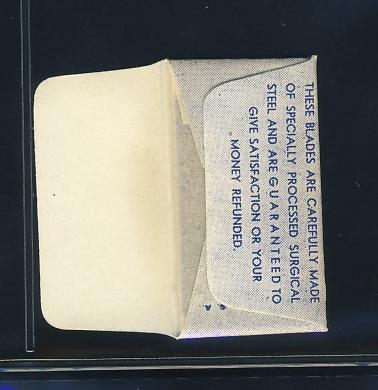 THESE BLADES ARE CAREFULLY MADE
OF SPECIALLY PROCESSED SURGICAL
STEEL AND ARE GUARANTEED TO
GIVE SATISFACTION OR YOUR
MONEY REFUNDED.